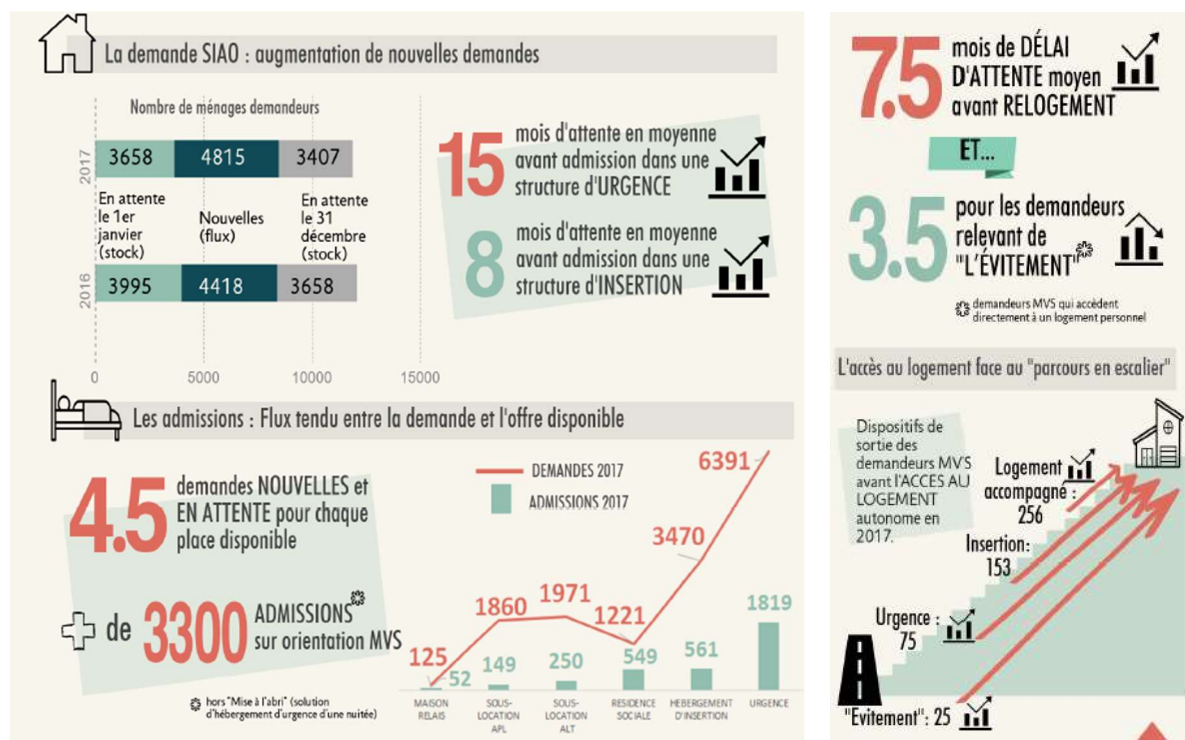 La demande SIAO : augmentation de nouvelles demandes
Nombre de ménages demandeurs
2017
3658
4815
3407
En attente
le 1er
janvier
(stock)
Nouvelles
(flux)
En attente
le 31
décembre
(stock)
2016
3995
4418
3658
0
5000
10000
15000
15
mois d'attente en moyenne
avant admission dans une
structure d'URGENCE
8
mois d'attente en moyenne
avant admission dans une
structure d'INSERTION
Les admissions : Flux tendu entre la demande et l'offre disponible
4.5
demandes NOUVELLES et
EN ATTENTE pour chaque
place disponible
de 3300
ADMISSIONS
sur orientation MVS
hors "Mise à l'abri" (solution
d'hébergement d'urgence d'une nuitée)
DEMANDES 2017
ADMISSIONS 2017
125
1860
1971
1221
3470
6391
52
149
250
549
561
1819
MAISON
RELAIS
SOUS-
LOCATION
APL
SOUS-
LOCATION
ALT
RESIDENCE
SOCIALE
HEBERGEMENT
D'INSERTION
URGENCE
7.5
mois de DÉLAI
D'ATTENTE moyen
avant RELOGEMENT
ET...
3.5
pour les demandeurs
relevant de
"L'ÉVITEMENT"
demandeurs MVS qui accèdent
directement à un logement personnel
L'accès au logement face au "parcours en escalier"
Dispositifs de
sortie des
demandeurs MVS
avant l'ACCES AU
LOGEMENT
autonome en
2017.
Logement
accompagné :
256
Insertion:
153
Urgence :
75
"Evitement": 25